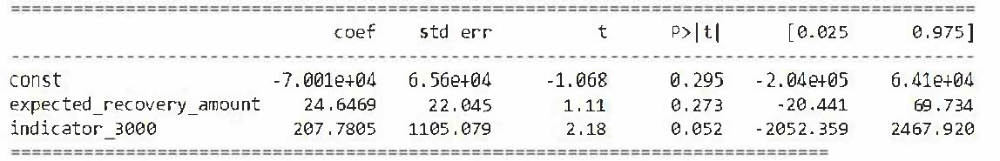 ==============================================================================
coef std err t P>|t| [0.025 0.975]
------------------------------------------------------------------------------
const -7.001e+04 6.56e+04 -1.068 0.295 -2.04e+05 6.41e+04
expected_recovery_amount 24.6469 22.045 1.11 0.273 -20.441 69.734
indicator_3000 207.7805 1105.079 2.18 0.052 -2052.359 2467.920
==============================================================================